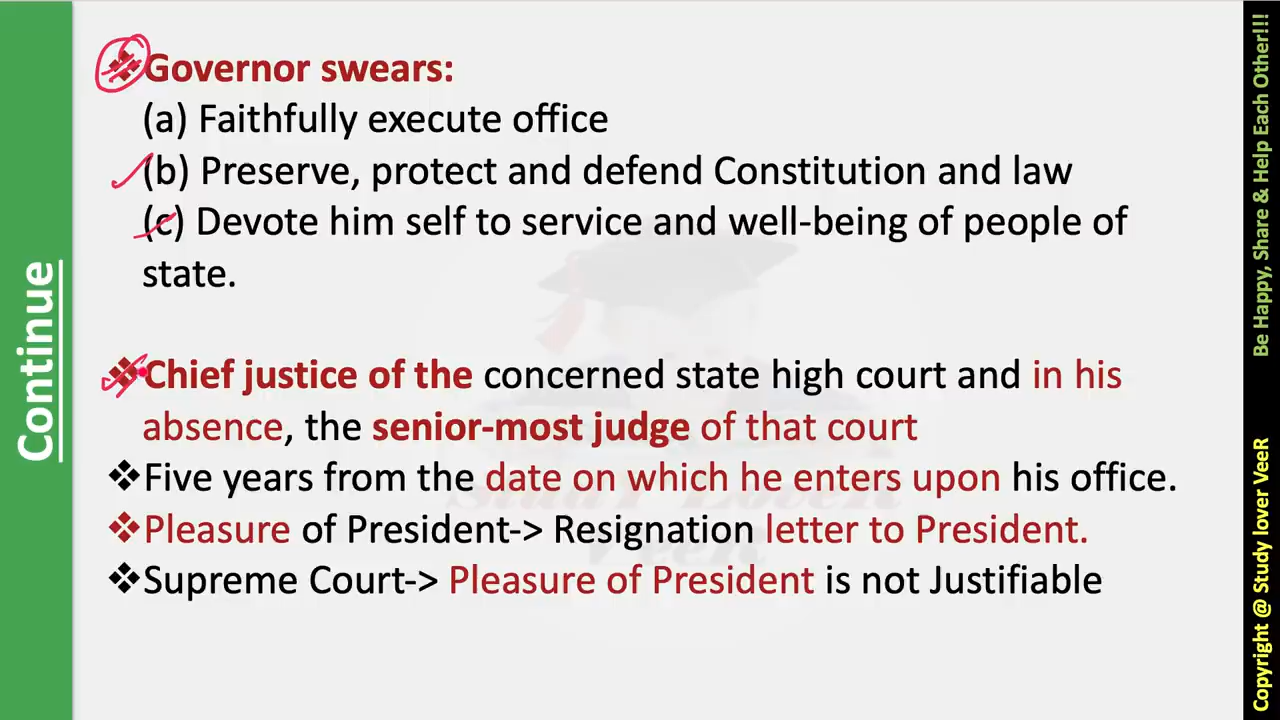 Governor swears:
(a) Faithfully execute office
(b) Preserve, protect and defend Constitution and law
(c) Devote him self to service and well-being of people of
state.
Chief justice of the concerned state high court and in his
absence, the senior-most judge of that court
Five years from the date on which he enters upon his office.
Pleasure of President-> Resignation letter to President.
Supreme Court-> Pleasure of President is not Justifiable
Continue
Be Happy, Share & Help Each Other!!!
Copyright @ Study lover VeeR
StudY LoveR
VeeR